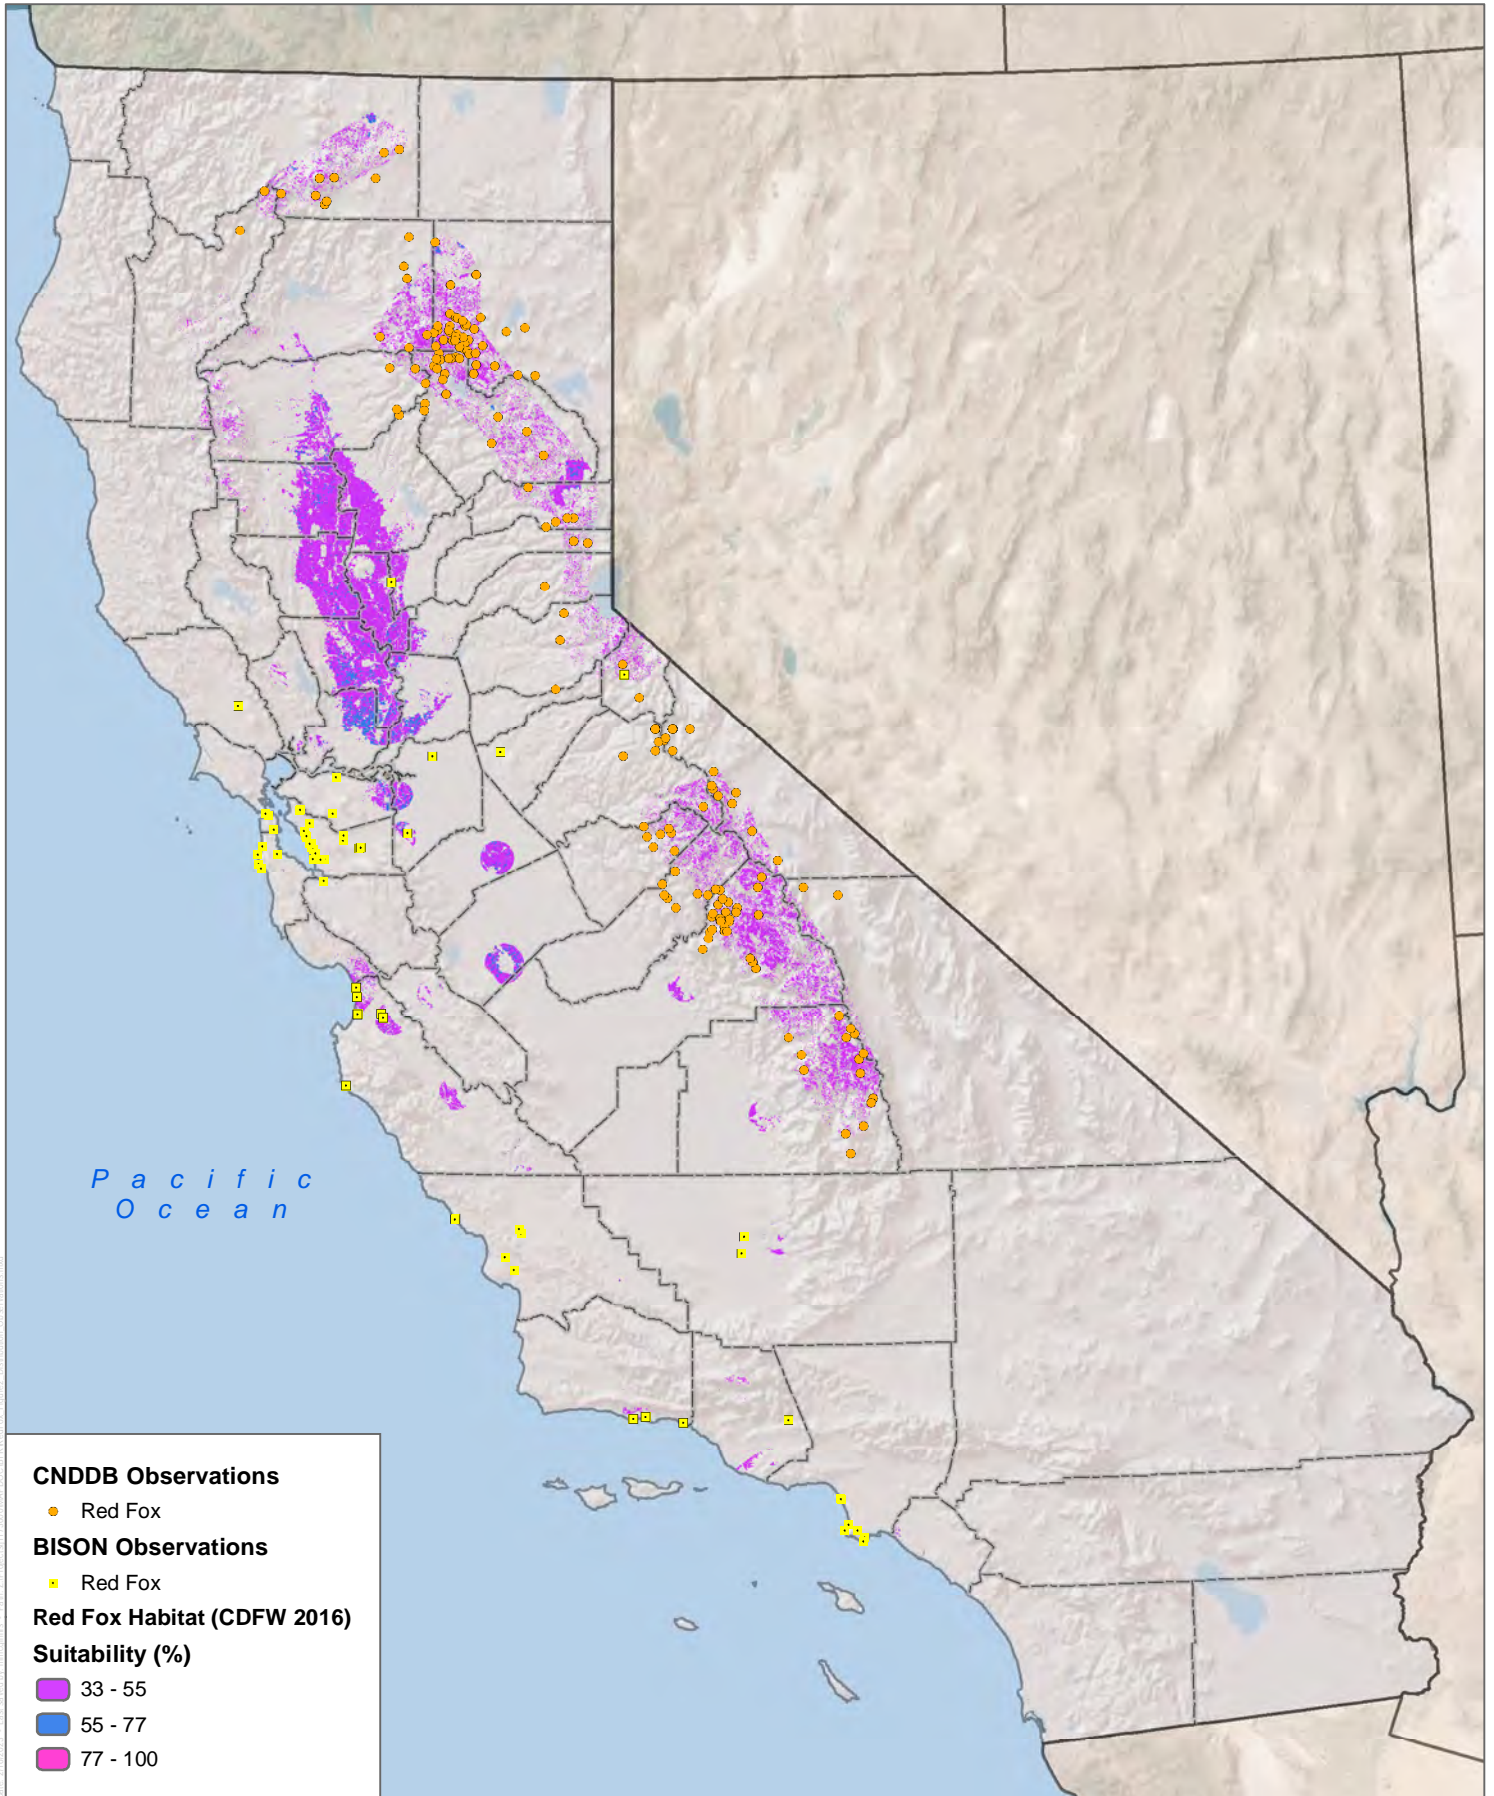 P a c i f i c
O c e a n
CNDDB Observations
Red Fox
BISON Observations
Red Fox
Red Fox Habitat (CDFW 2016)
Suitability (%)
33 - 55
55 - 77
77 - 100